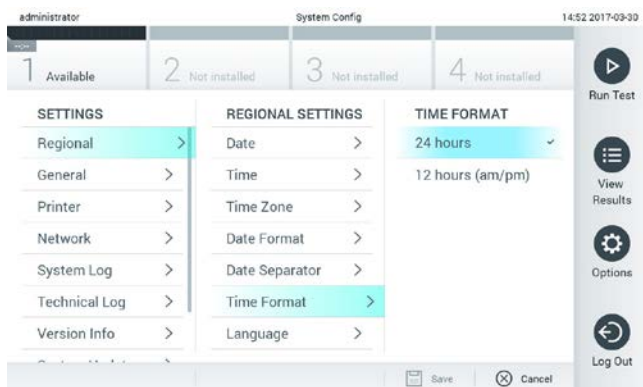 administrator System Config 14:52 2017-03-30
1 Available 2 Not installed 3 Not installed 4 Not installed
Run Test
SETTINGS REGIONAL SETTINGS TIME FORMAT
Regional Date 24 hours
General Time 12 hours (am/pm)
View Results
Printer Time Zone
Network Date Format
System Log Date Separator
Options
Technical Log Time Format
Version Info Language
Log Out
Save Cancel